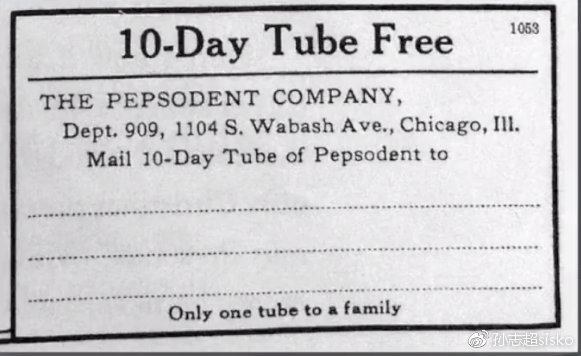 10-Day Tube Free
1053
THE PEPSODENT COMPANY,
Dept. 909, 1104 S. Wabash Ave., Chicago, Ill.
Mail 10-Day Tube of Pepsodent to
Only one tube to a family
@孙志超sisko